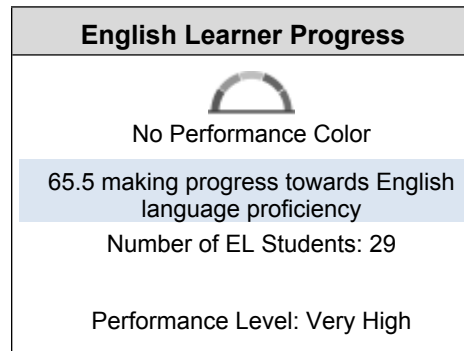 English Learner Progress
No Performance Color
65.5 making progress towards English
language proficiency
Number of EL Students: 29
Performance Level: Very High